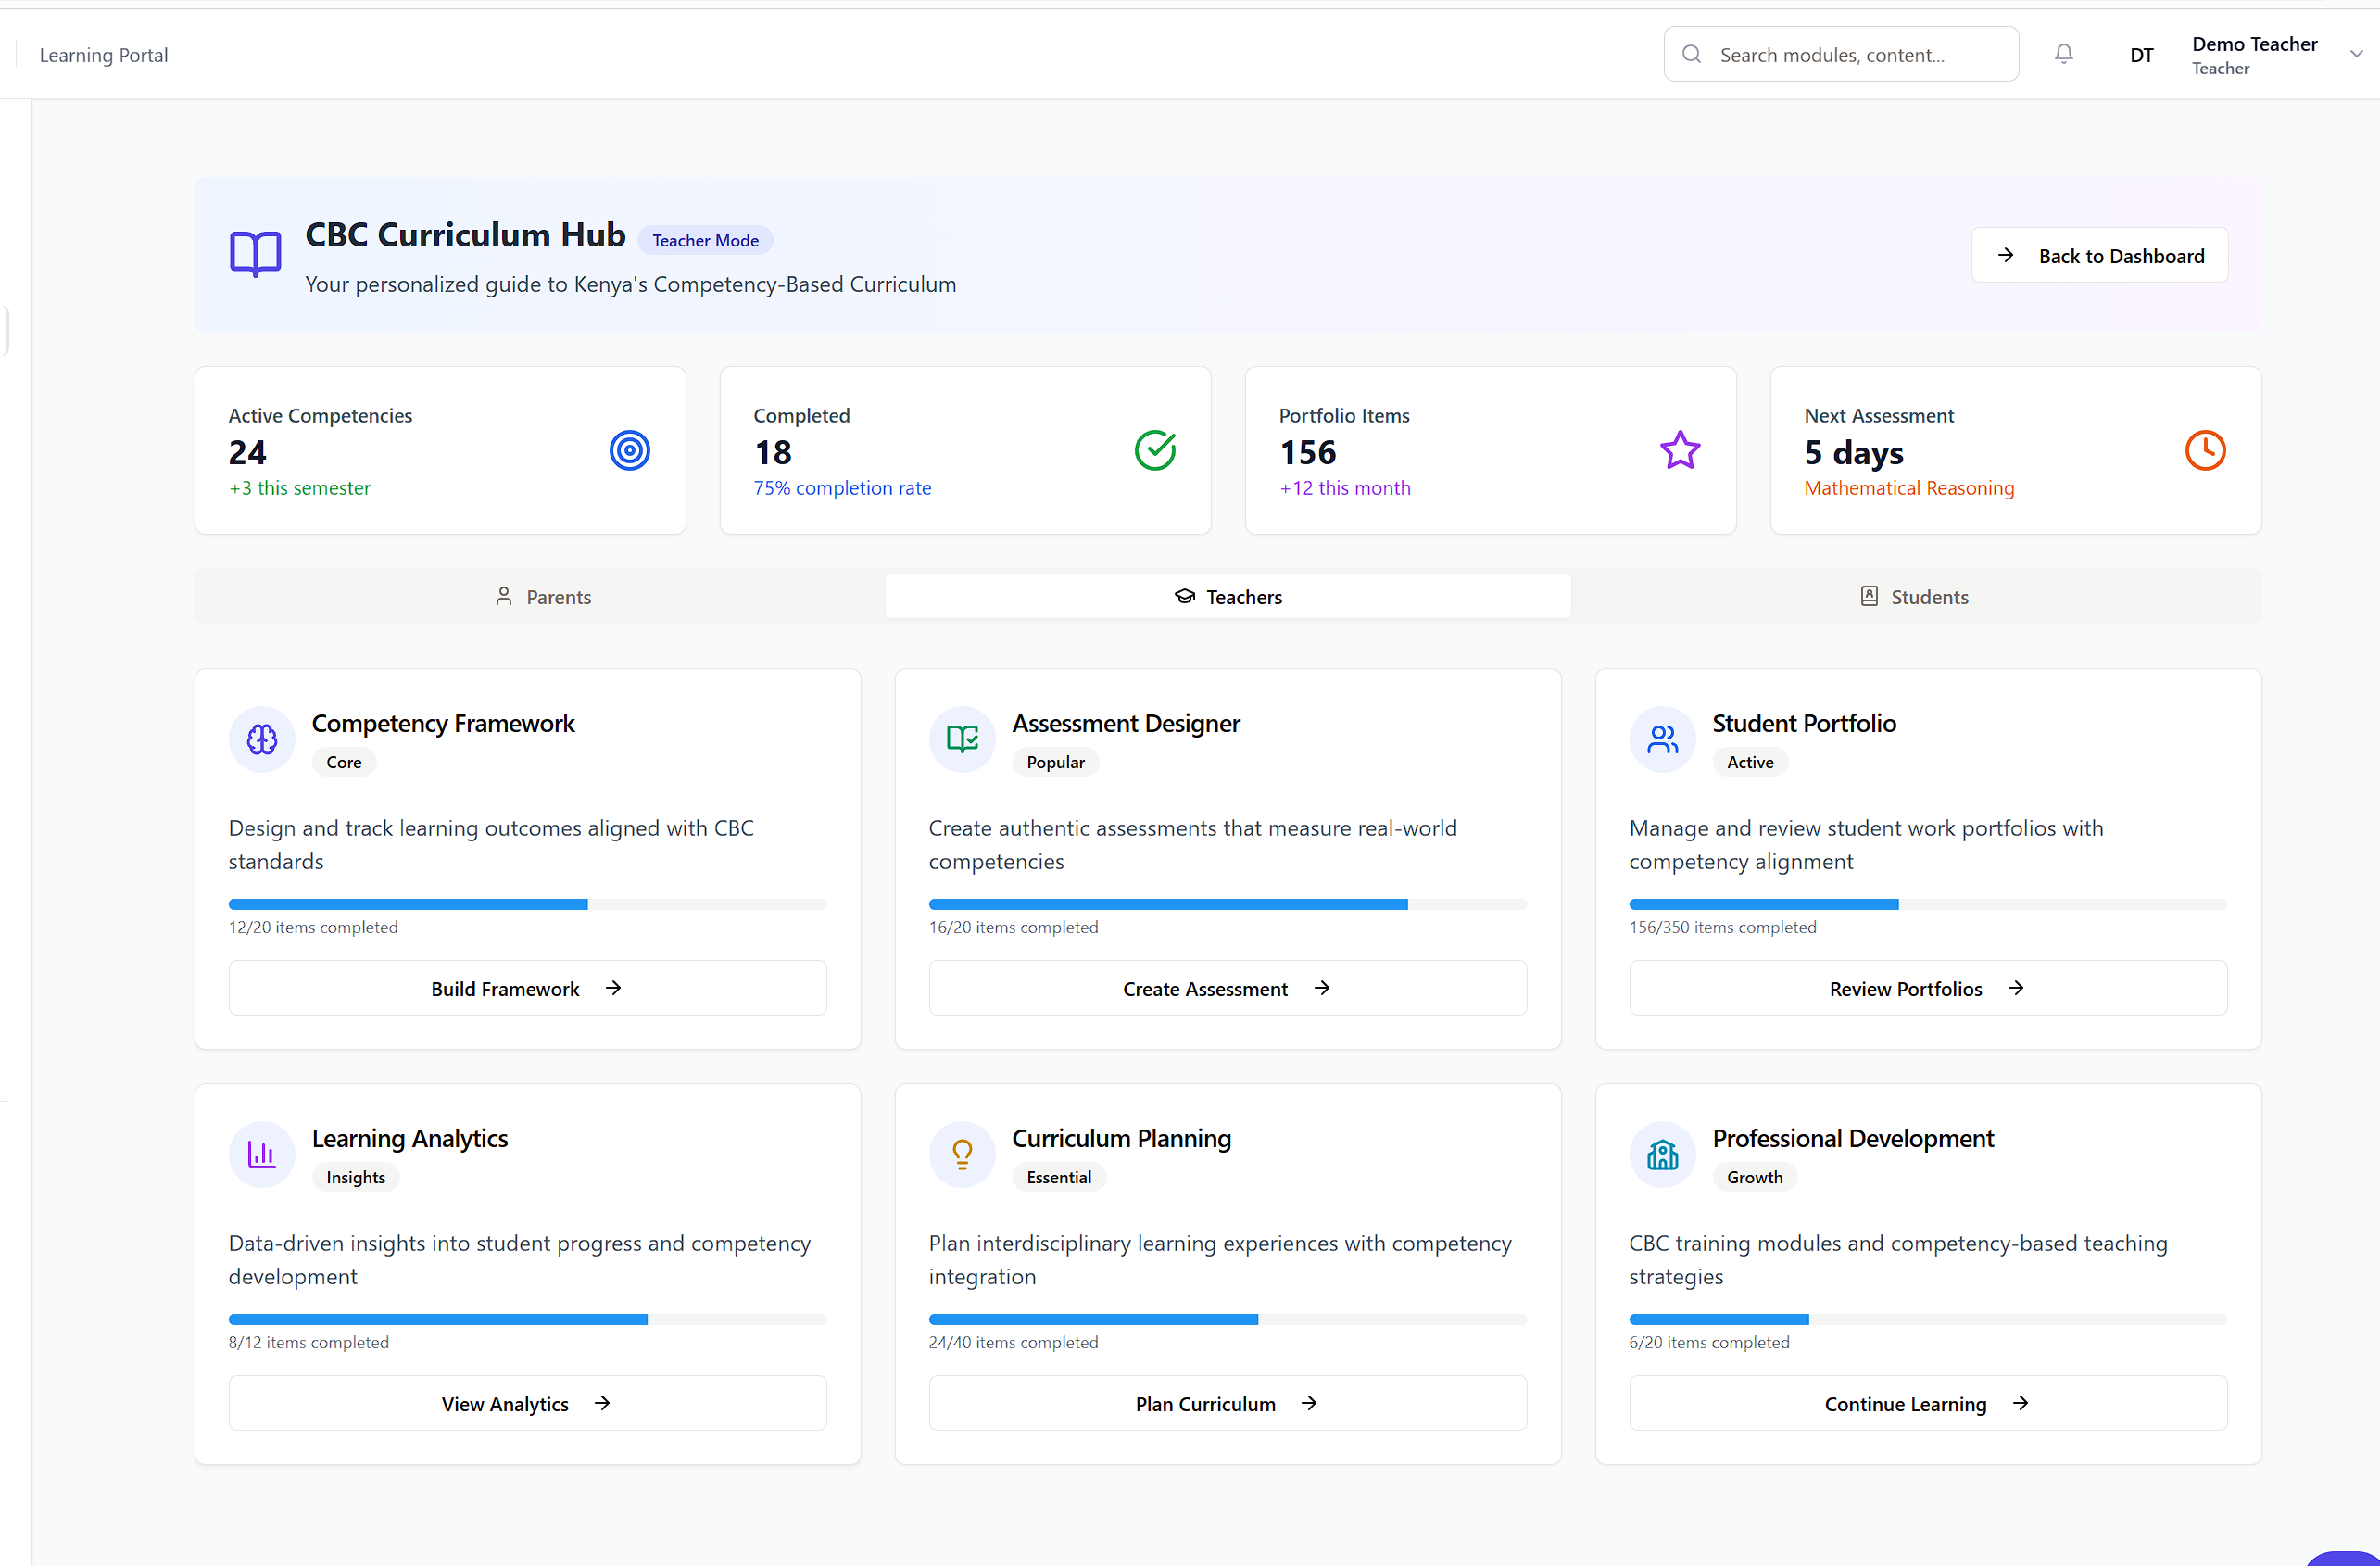 Learning Portal
Search modules, content...
DT
Demo Teacher
Teacher
CBC Curriculum Hub
Teacher Mode
Your personalized guide to Kenya's Competency-Based Curriculum
Back to Dashboard
Active Competencies
24
+3 this semester
Completed
18
75% completion rate
Portfolio Items
156
+12 this month
Next Assessment
5 days
Mathematical Reasoning
Parents
Teachers
Students
Competency Framework
Core
Design and track learning outcomes aligned with CBC
standards
12/20 items completed
Build Framework
Assessment Designer
Popular
Create authentic assessments that measure real-world
competencies
16/20 items completed
Create Assessment
Student Portfolio
Active
Manage and review student work portfolios with
competency alignment
156/350 items completed
Review Portfolios
Learning Analytics
Insights
Data-driven insights into student progress and competency
development
8/12 items completed
View Analytics
Curriculum Planning
Essential
Plan interdisciplinary learning experiences with competency
integration
24/40 items completed
Plan Curriculum
Professional Development
Growth
CBC training modules and competency-based teaching
strategies
6/20 items completed
Continue Learning